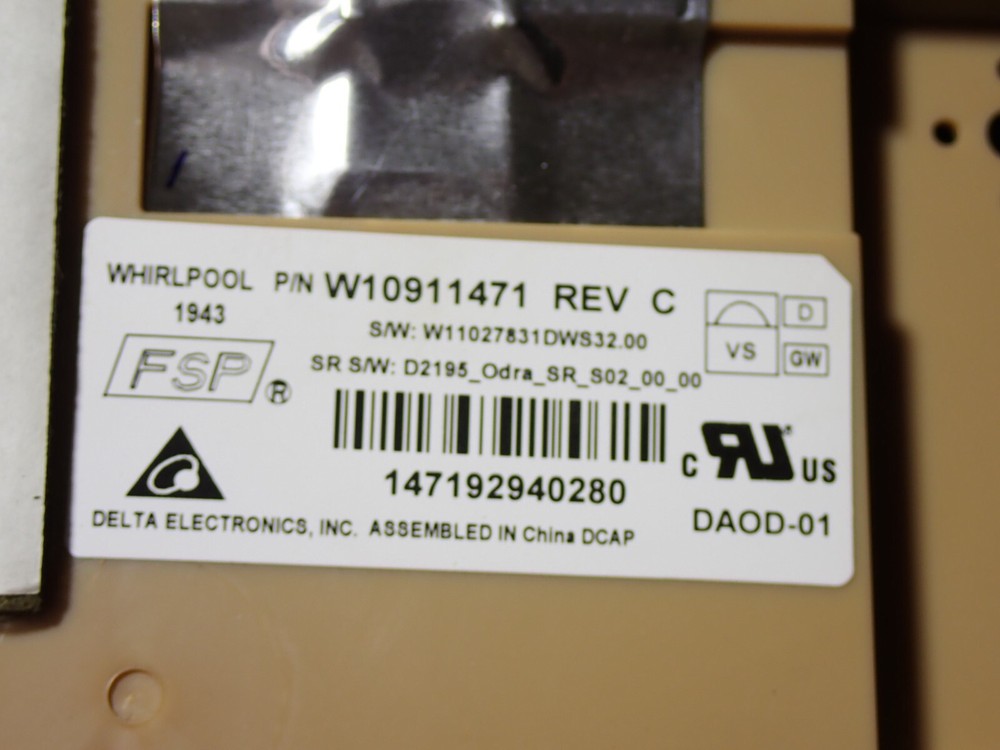 WHIRLPOOL P/N W10911471 REV C
1943
S/W: W11027831DWS32.00
D
VS
GW
FSP
®
SR S/W: D2195_Odra_SR_S02_00_00
147192940280
C RU US
DELTA ELECTRONICS, INC. ASSEMBLED IN China DCAP
DAOD-01